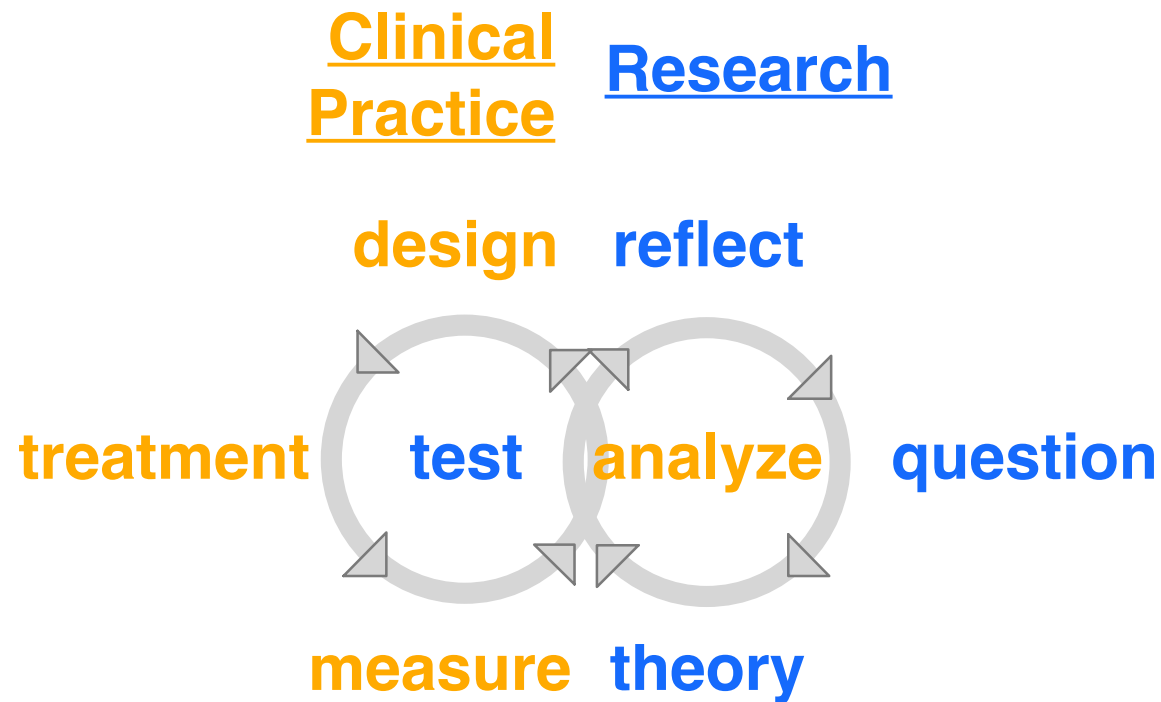 Clinical
Practice
Research
design
reflect
treatment
test
analyze
question
measure
theory